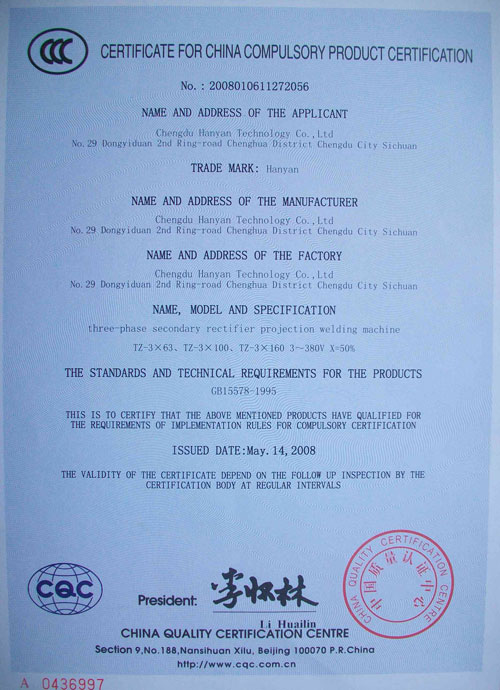 CCC
CERTIFICATE FOR CHINA COMPULSORY PRODUCT CERTIFICATION
No.: 2008010611272056
NAME AND ADDRESS OF THE APPLICANT
Chengdu Hanyan Technology Co.,Ltd
No.29 Dongyiduan 2nd Ring-road Chenghua District Chengdu City Sichuan
TRADE MARK: Hanyan
NAME AND ADDRESS OF THE MANUFACTURER
Chengdu Hanyan Technology Co.,Ltd
No.29 Dongyiduan 2nd Ring-road Chenghua District Chengdu City Sichuan
NAME AND ADDRESS OF THE FACTORY
Chengdu Hanyan Technology Co.,Ltd
No.29 Dongyiduan 2nd Ring-road Chenghua District Chengdu City Sichuan
NAME, MODEL AND SPECIFICATION
three-phase secondary rectifier projection welding machine
TZ-3×63、TZ-3×100、TZ-3×160 3~380V X=50%
THE STANDARDS AND TECHNICAL REQUIREMENTS FOR THE PRODUCTS
GB15578-1995
THIS IS TO CERTIFY THAT THE ABOVE MENTIONED PRODUCTS HAVE QUALIFIED FOR
THE REQUIREMENTS OF IMPLEMENTATION RULES FOR COMPULSORY CERTIFICATION
ISSUED DATE:May.14,2008
THE VALIDITY OF THE CERTIFICATE DEPEND ON THE FOLLOW UP INSPECTION BY THE
CERTIFICATION BODY AT REGULAR INTERVALS
CHINA QUALITY CERTIFICATION CENTRE
中国质量认证中心
CQC
President: 李怀林
Li Huailin
CHINA QUALITY CERTIFICATION CENTRE
Section 9,No.188,Nansihuan Xilu, Beijing 100070 P.R.China
http://www.cqc.com.cn
A 0436997